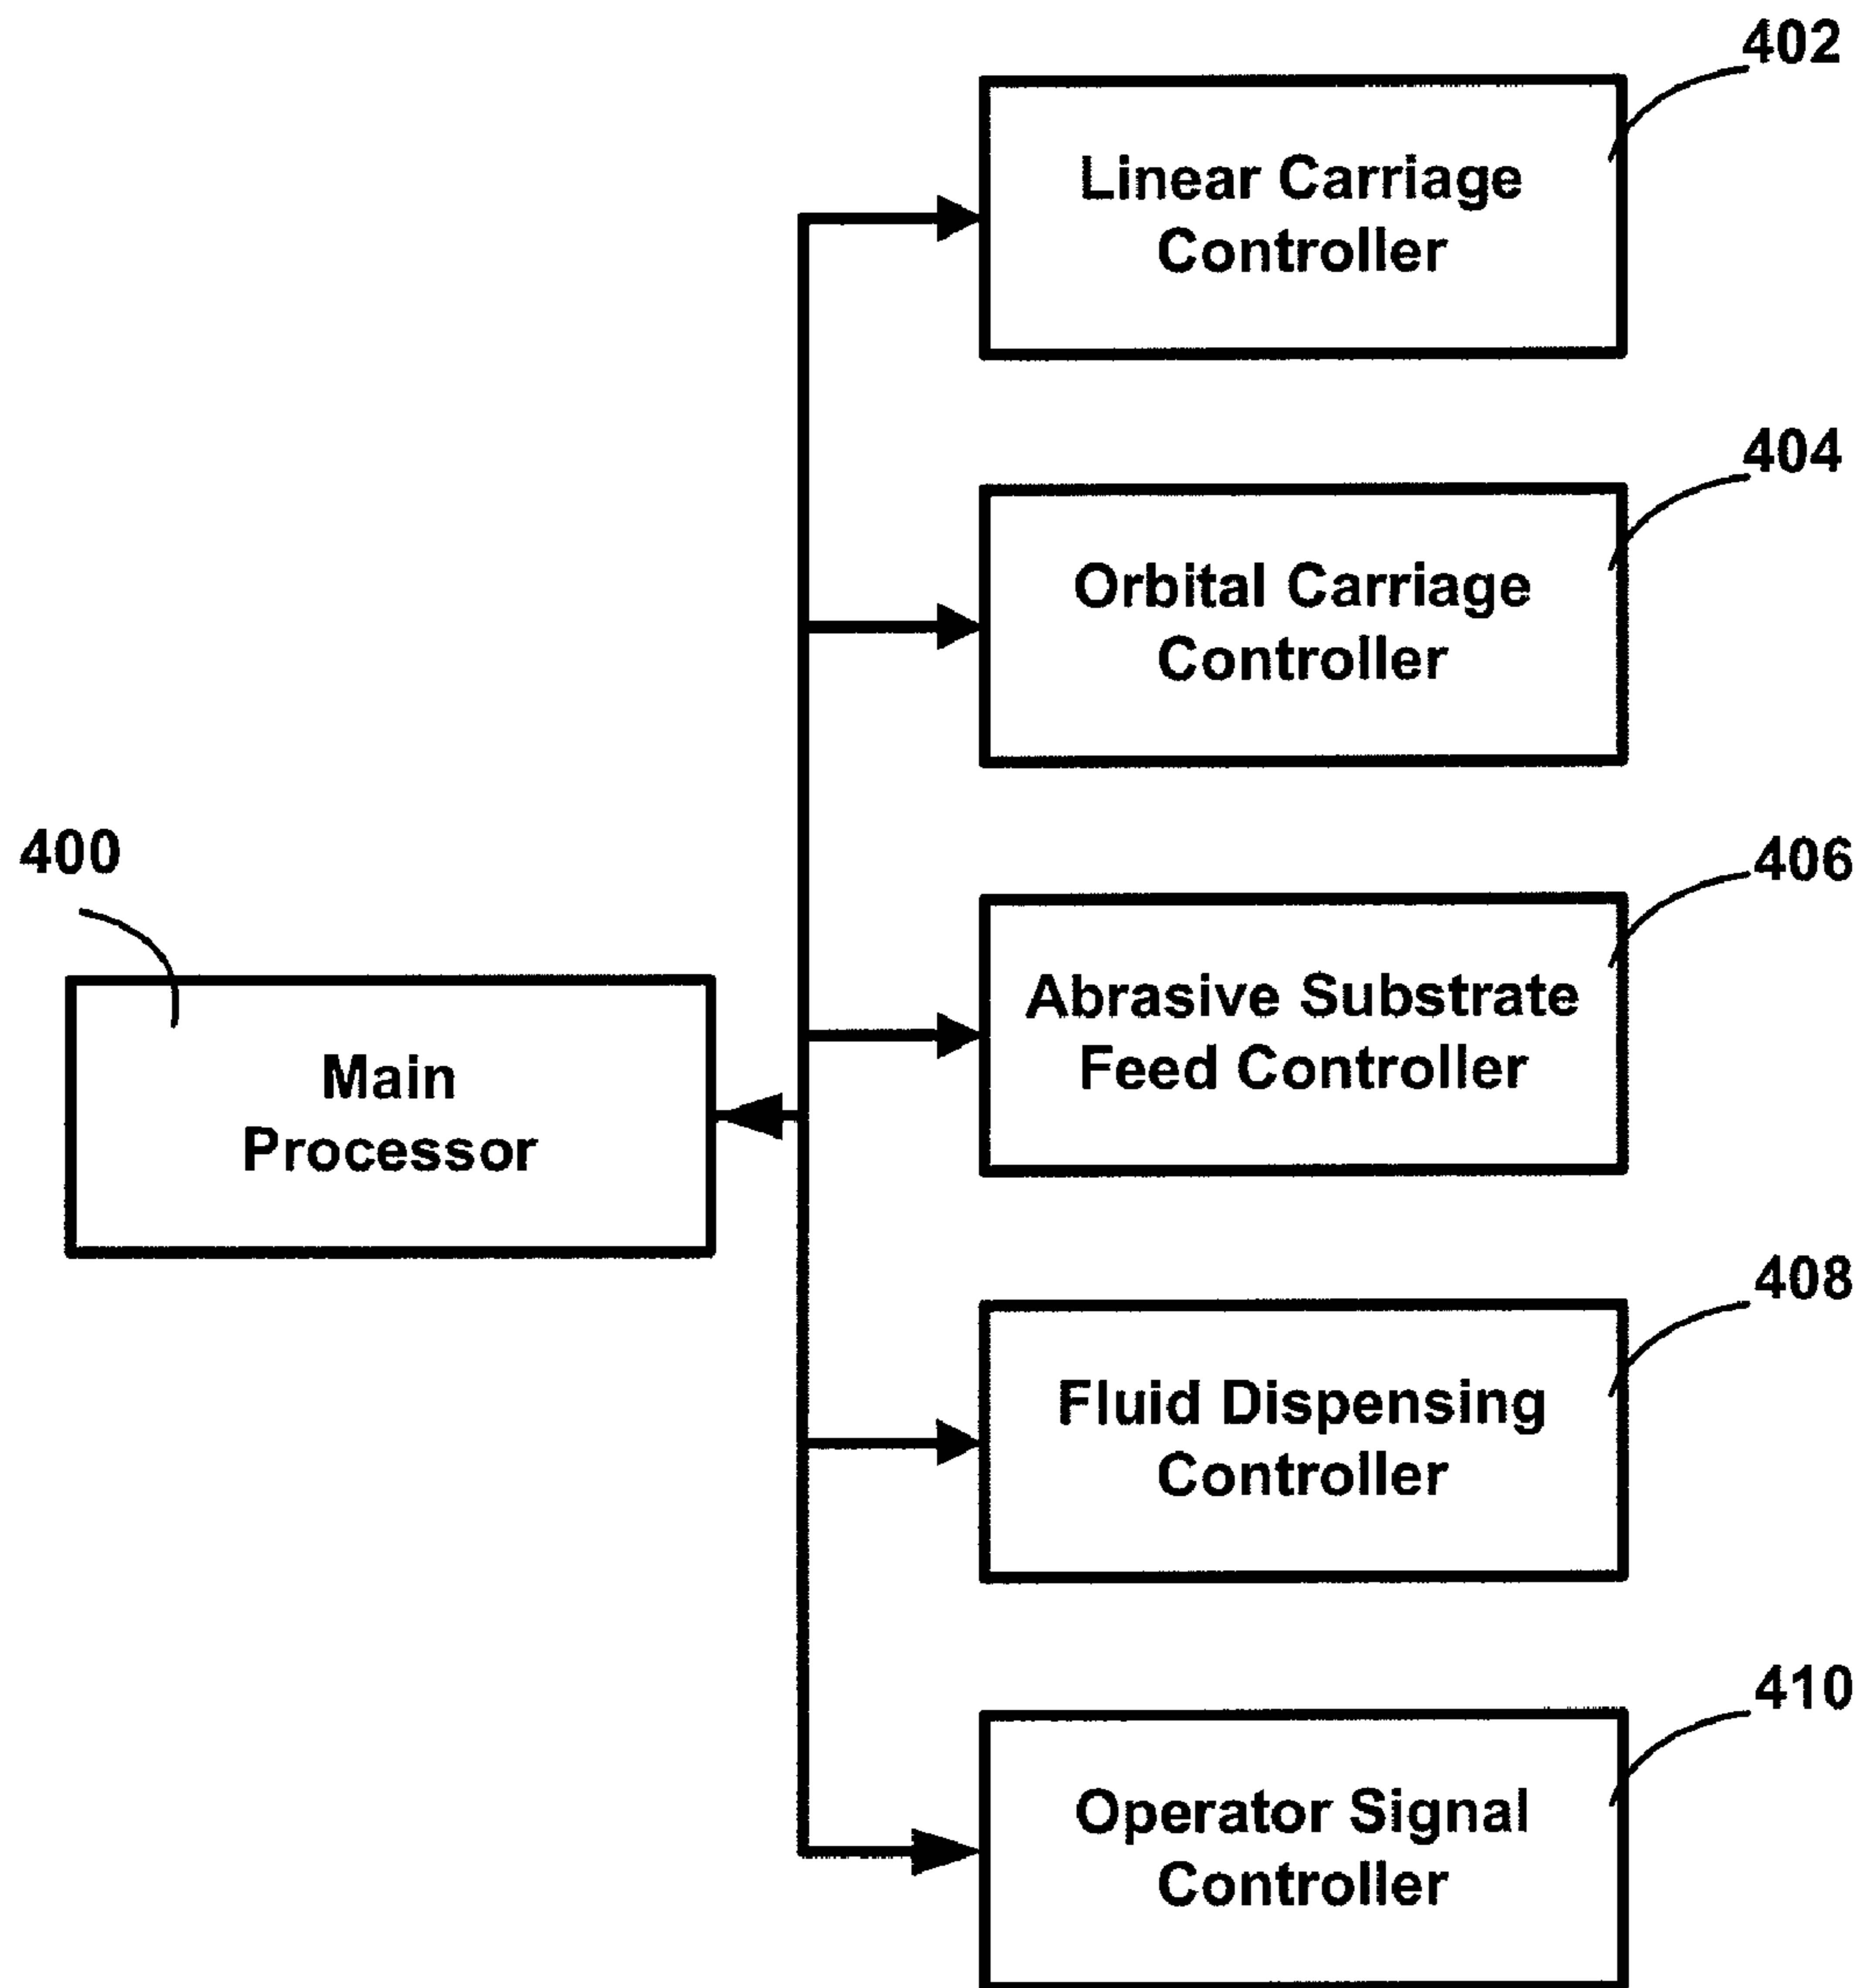 402
Linear Carriage
Controller
404
Orbital Carriage
Controller
400
406
Abrasive Substrate
Feed Controller
Main
Processor
408
Fluid Dispensing
Controller
410
Operator Signal
Controller